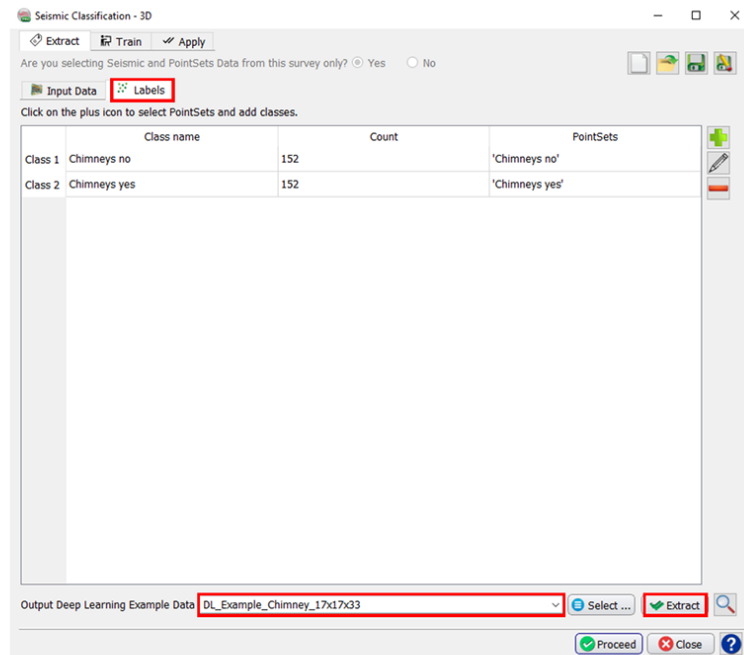 Seismic Classification - 3D
Extract Train Apply
Are you selecting Seismic and PointSets Data from this survey only? Yes No
Input Data Labels
Click on the plus icon to select PointSets and add classes.
Class name Count PointSets
Class 1 Chimneys no 152 'Chimneys no'
Class 2 Chimneys yes 152 'Chimneys yes'
Output Deep Learning Example Data DL_Example_Chimney_17x17x33 Select ... Extract
Proceed Close ?